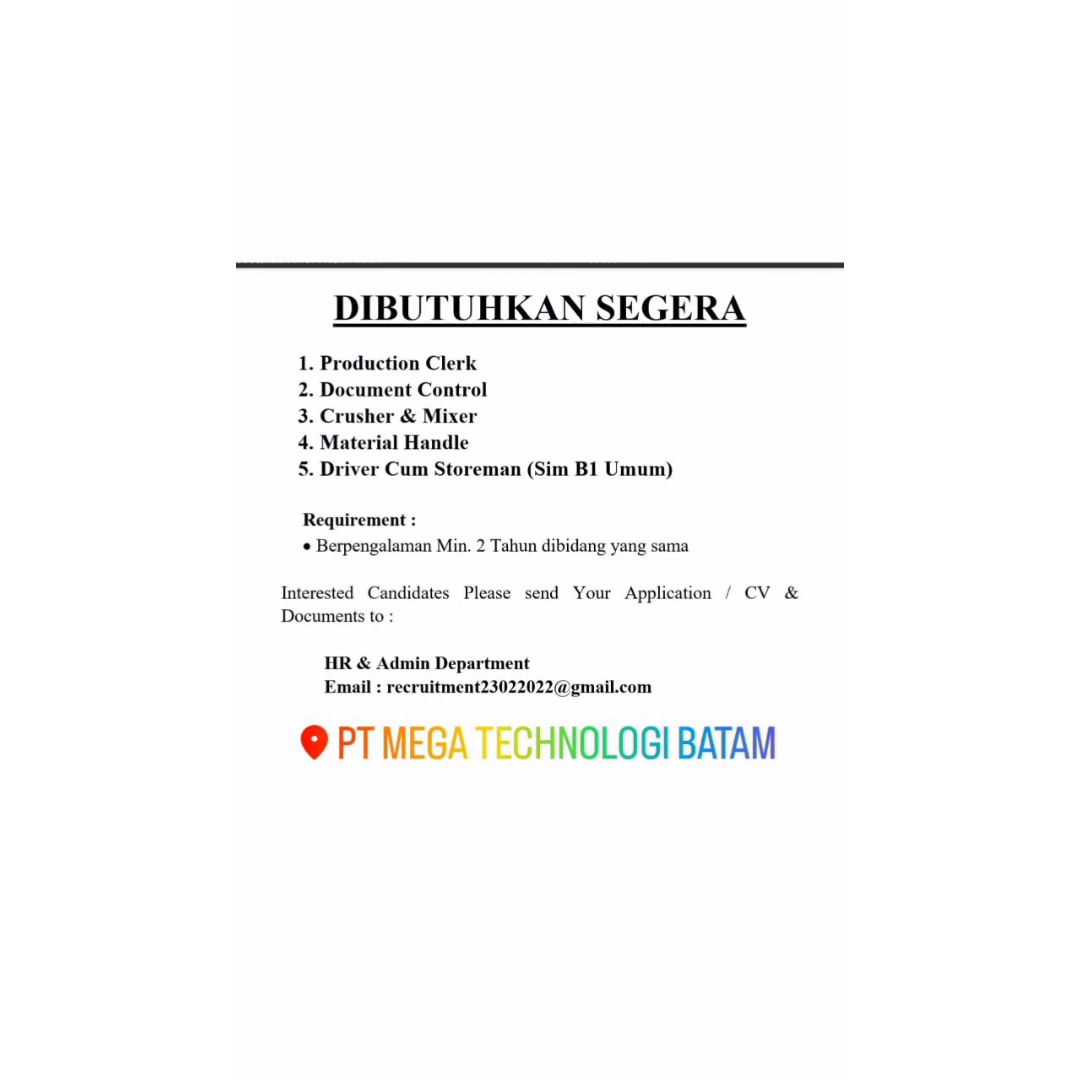 DIBUTUHKAN SEGERA
1. Production Clerk
2. Document Control
3. Crusher & Mixer
4. Material Handle
5. Driver Cum Storeman (Sim B1 Umum)
Requirement :
• Berpengalaman Min. 2 Tahun dibidang yang sama
Interested Candidates Please send Your Application / CV &
Documents to :
HR & Admin Department
Email : recruitment23022022@gmail.com
PT MEGA TECHNOLOGI BATAM